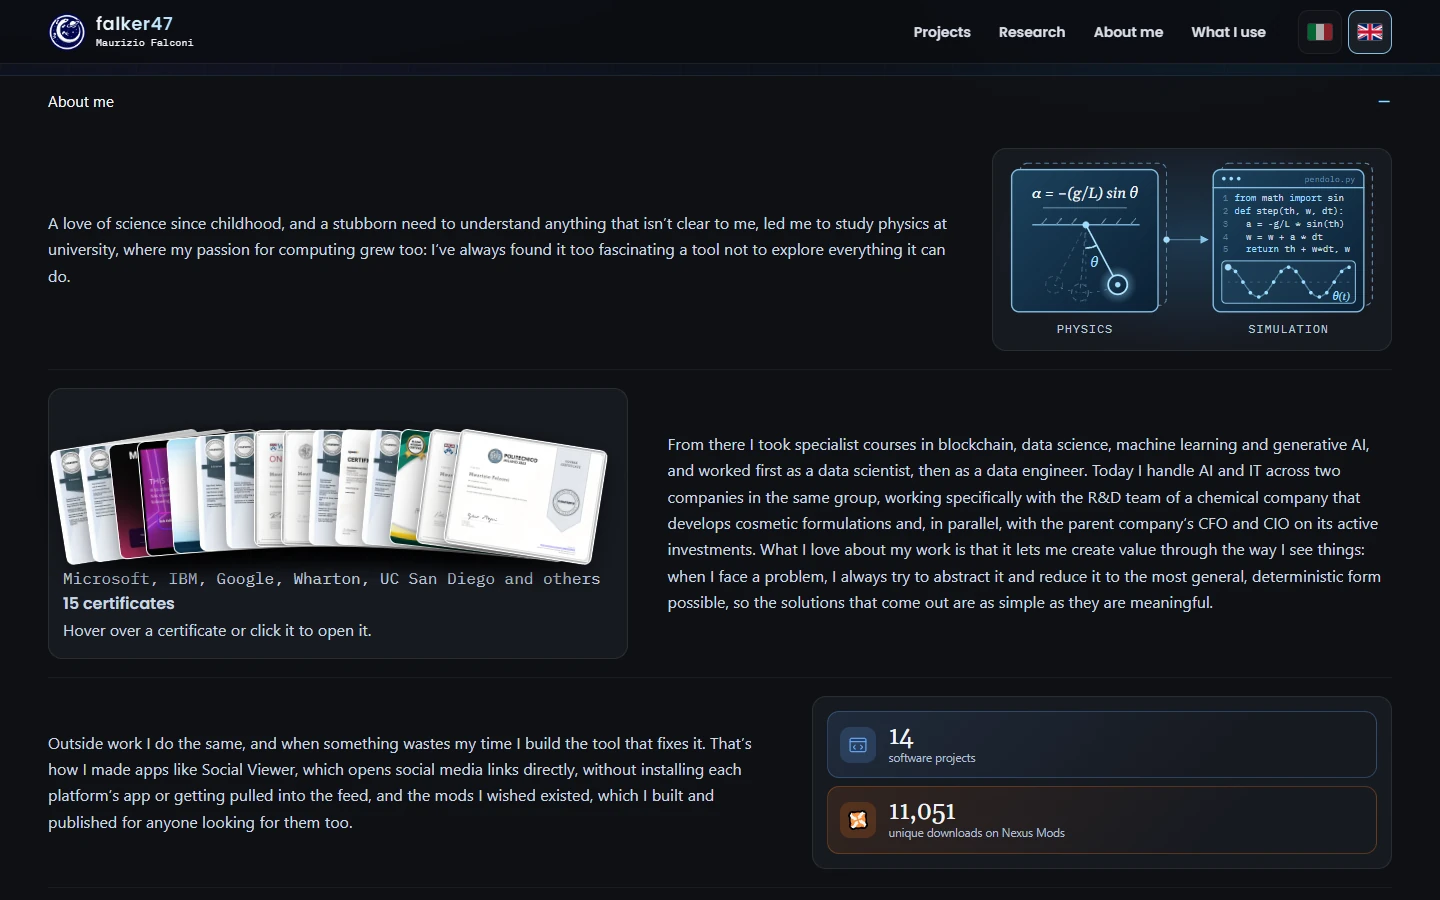 falker47
Maurizio Falconi
Projects
Research
About me
What I use
About me
A love of science since childhood, and a stubborn need to understand anything that isn’t clear to me, led me to study physics at
university, where my passion for computing grew too: I’ve always found it too fascinating a tool not to explore everything it can
do.
α = −(g/L) sin θ
θ
PHYSICS
pendolo.py
1 from math import sin
2 def step(th, w, dt):
3 a = -g/L * sin(th)
4 w = w + a * dt
5 return th + w*dt, w
θ(t)
SIMULATION
POLITECNICO
Maurizio Falconi
Microsoft, IBM, Google, Wharton, UC San Diego and others
15 certificates
Hover over a certificate or click it to open it.
From there I took specialist courses in blockchain, data science, machine learning and generative AI,
and worked first as a data scientist, then as a data engineer. Today I handle AI and IT across two
companies in the same group, working specifically with the R&D team of a chemical company that
develops cosmetic formulations and, in parallel, with the parent company’s CFO and CIO on its active
investments. What I love about my work is that it lets me create value through the way I see things:
when I face a problem, I always try to abstract it and reduce it to the most general, deterministic form
possible, so the solutions that come out are as simple as they are meaningful.
Outside work I do the same, and when something wastes my time I build the tool that fixes it. That’s
how I made apps like Social Viewer, which opens social media links directly, without installing each
platform’s app or getting pulled into the feed, and the mods I wished existed, which I built and
published for anyone looking for them too.
14
software projects
11,051
unique downloads on Nexus Mods